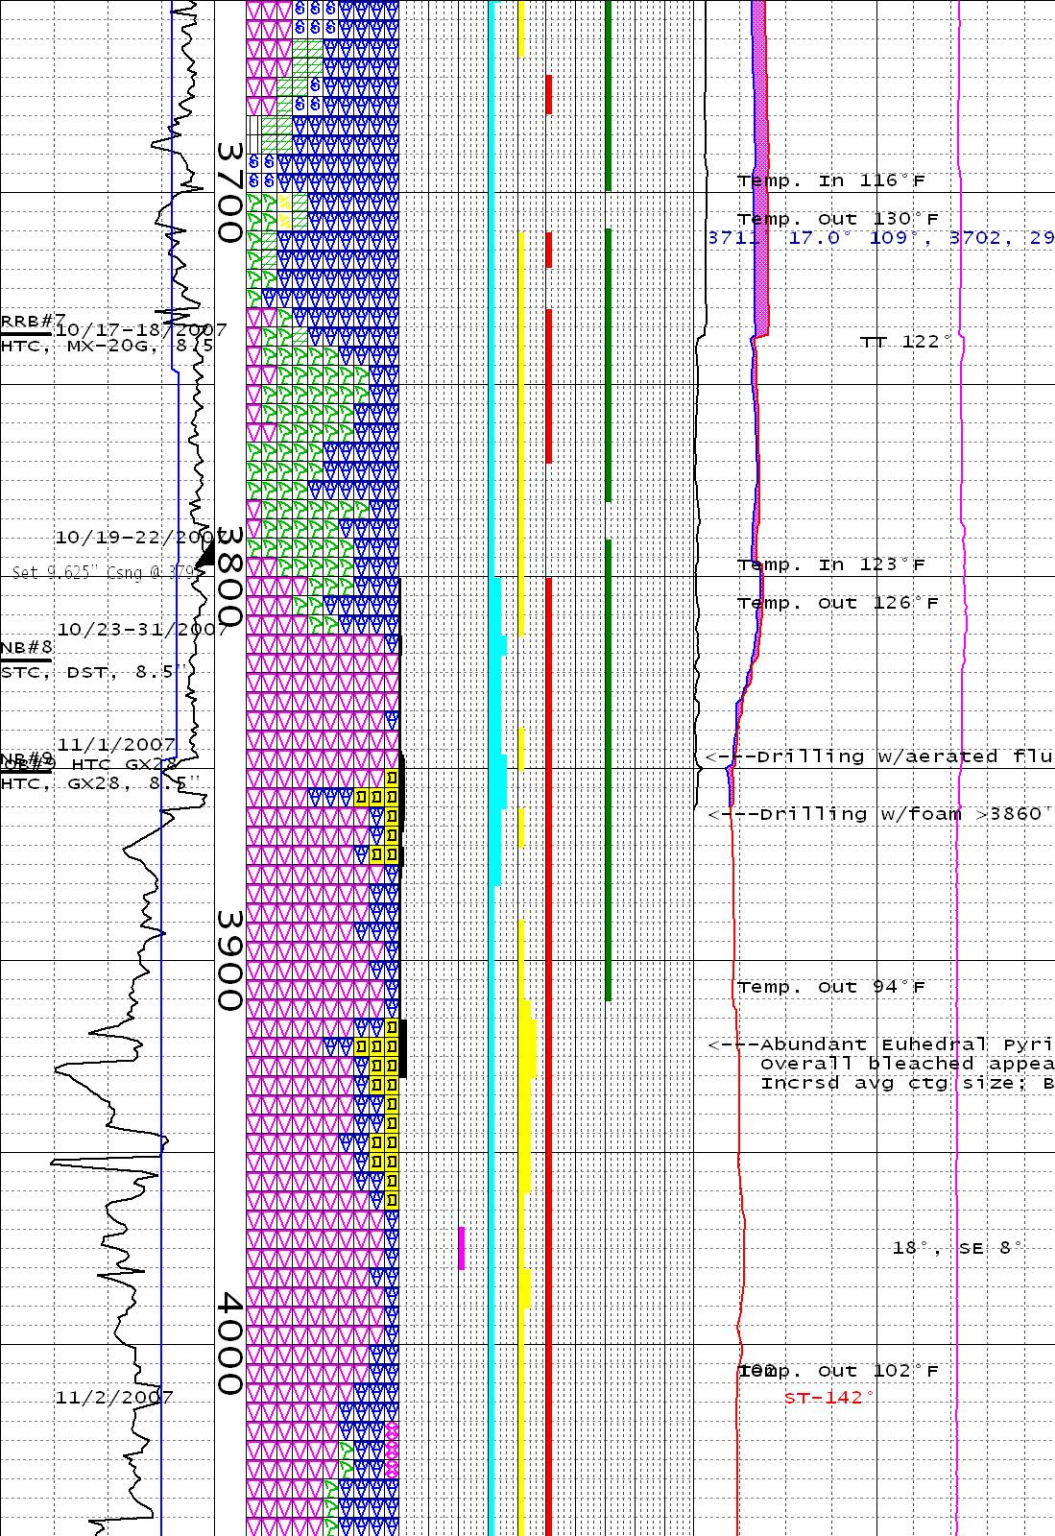 3700
Temp. In 116°F
Temp. Out 130°F
3711' 17.0° 109°, 3702, 29
RRB#7
10/17-18/2007
HTC, MX-20G, 8.5
TT 122°
10/19-22/2007
3800
Temp. In 123°F
Set 9.625" Csng @ 379
Temp. Out 126°F
10/23-31/2007
NB#8
STC, DST, 8.5"
11/1/2007
<---Drilling w/aerated flu
NB#9
HTC GX28
HTC, GX28, 8.5"
<---Drilling w/foam >3860'
3900
Temp. Out 94°F
<---Abundant Euhedral Pyri
Overall bleached appea
Incrsd avg ctg size; B
18°, SE 8°
4000
Temp. Out 102°F
11/2/2007
ST-142°